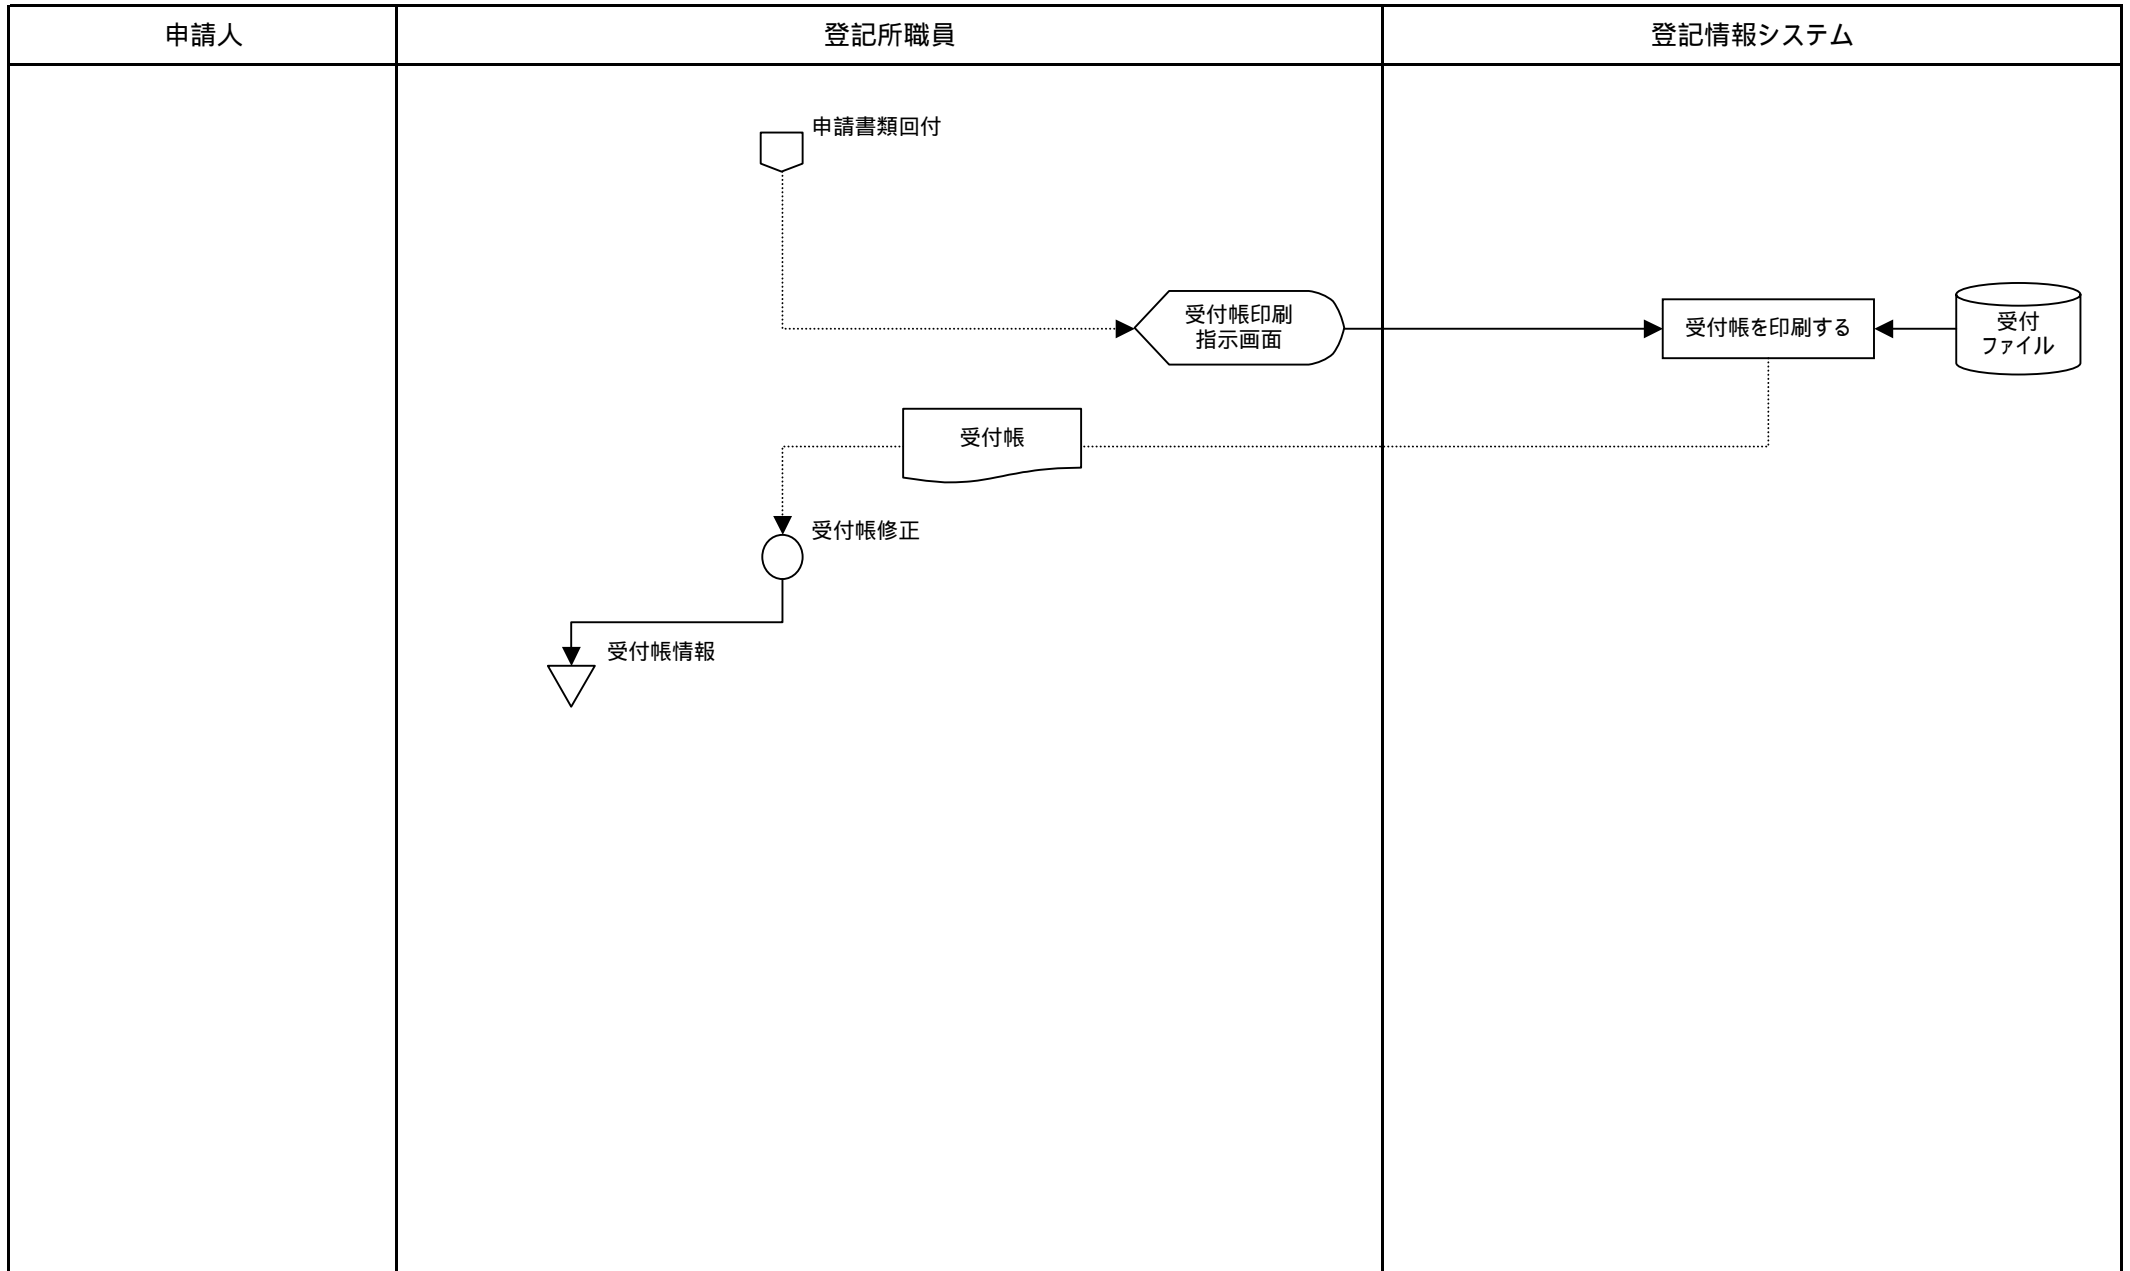 申請人
登記所職員
登記情報システム
申請書類回付
受付帳印刷
指示画面
受付帳を印刷する
受付
ファイル
受付帳
受付帳修正
受付帳情報